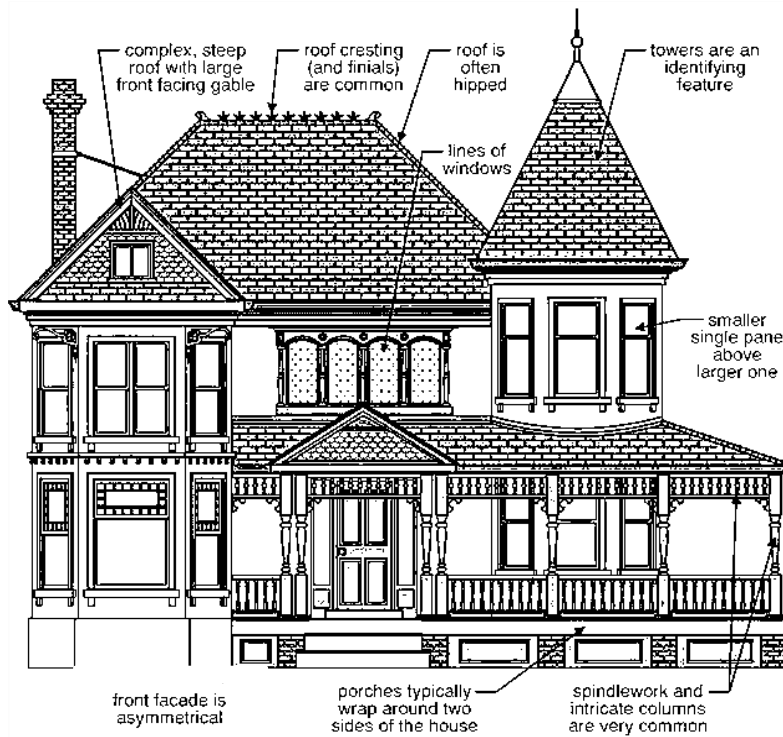 complex, steep
roof with large
front facing gable
roof cresting
(and finials)
are common
roof is
often
hipped
towers are an
identifying
feature
lines of
windows
smaller
single pane
above
larger one
front facade is
asymmetrical
porches typically
wrap around two
sides of the house
spindlework and
intricate columns
are very common